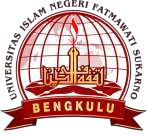 UNIVERSITAS ISLAM NEGERI FATMAWATI SUKARNO
BENGKULU